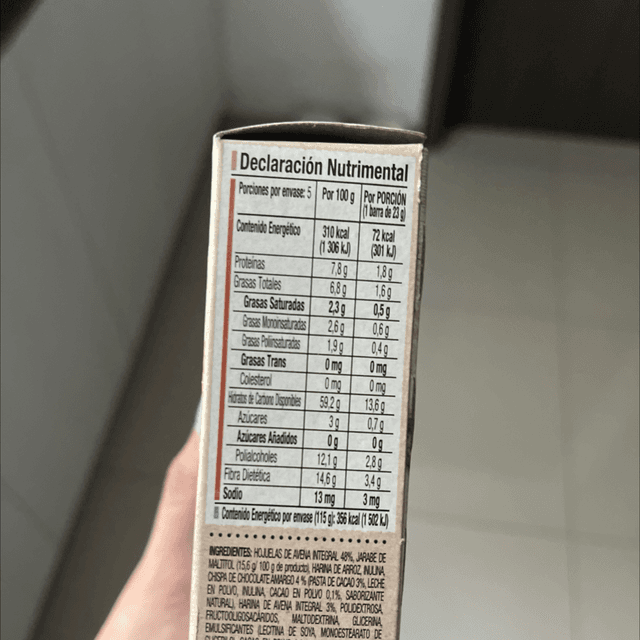 Declaración Nutrimental
Porciones por envase: 5 Por 100 g Por PORCIÓN (1 barra de 23 g)
Contenido Energético 310 kcal (1 306 kJ) 72 kcal (301 kJ)
Proteínas 7,8 g 1,8 g
Grasas Totales 6,8 g 1,6 g
Grasas Saturadas 2,3 g 0,5 g
Grasas Monoinsaturadas 2,6 g 0,6 g
Grasas Poliinsaturadas 1,9 g 0,4 g
Grasas Trans 0 mg 0 mg
Colesterol 0 mg 0 mg
Hidratos de Carbono Disponibles 59,2 g 13,6 g
Azúcares 3 g 0,7 g
Azúcares Añadidos 0 g 0 g
Polialcoholes 12,1 g 2,8 g
Fibra Dietética 14,6 g 3,4 g
Sodio 13 mg 3 mg
Contenido Energético por envase (115 g): 356 kcal (1 502 kJ)
INGREDIENTES: HOJUELAS DE AVENA INTEGRAL 48%, JARABE DE
MALTITOL (15,6 g/ 100 g de producto), HARINA DE ARROZ, INULINA,
CHISPA DE CHOCOLATE AMARGO 4 % (PASTA DE CACAO 3%, LECHE
EN POLVO, INULINA, CACAO EN POLVO 0,1%, SABORIZANTE
NATURAL), HARINA DE AVENA INTEGRAL 3%, POLIDEXTROSA,
FRUCTOOLIGOSACÁRIDOS, MALTODEXTRINA, GLICERINA,
EMULSIFICANTES (LECITINA DE SOYA, MONOESTEARATO DE